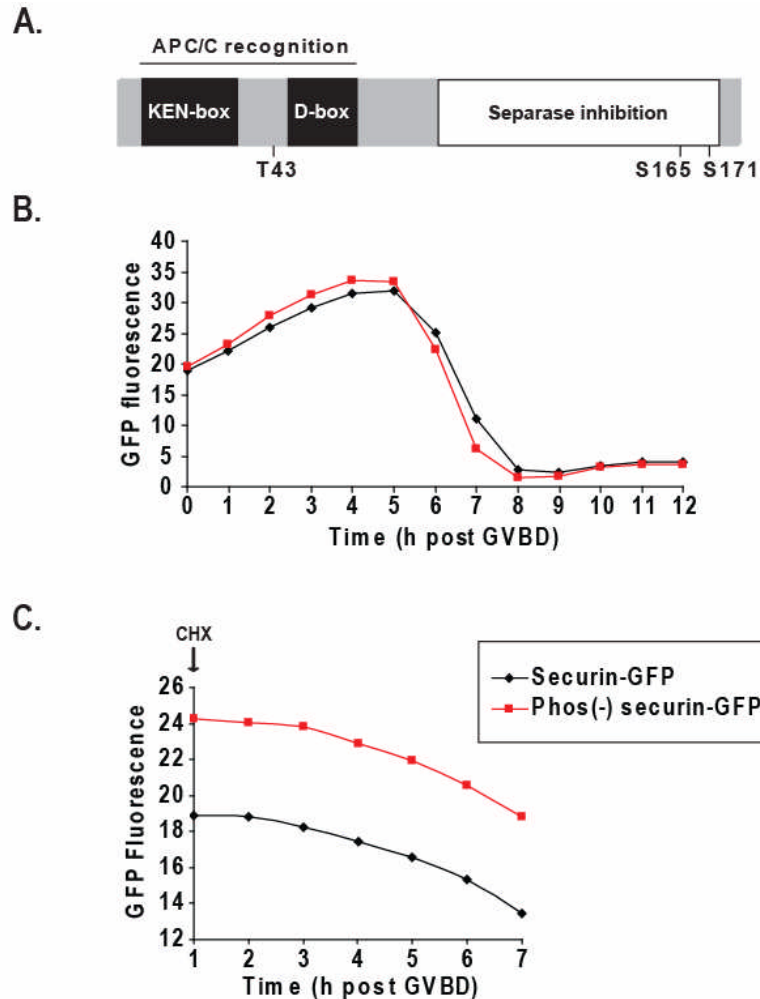 A.
APC/C recognition
KEN-box D-box Separase inhibition
T43 S165 S171
B.
40
35
30
25
20
15
10
5
0
GFP fluorescence
0 1 2 3 4 5 6 7 8 9 10 11 12
Time (h post GVBD)
C.
CHX
26
24
22
20
18
16
14
12
GFP Fluorescence
1 2 3 4 5 6 7
Time (h post GVBD)
Securin-GFP
Phos(-) securin-GFP